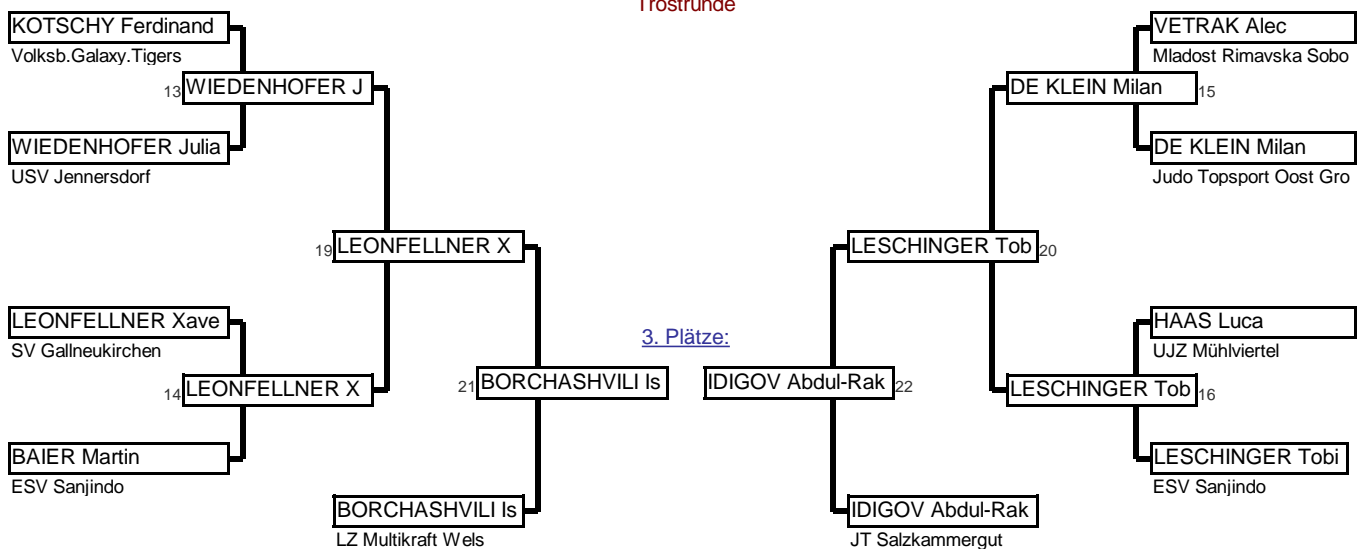 Trostrunde
KOTSCHY Ferdinand
Volksb.Galaxy.Tigers
13 WIEDENHOFER J
WIEDENHOFER Julia
USV Jennersdorf
19 LEONFELLNER X
LEONFELLNER Xave
SV Gallneukirchen
14 LEONFELLNER X
BAIER Martin
ESV Sanjindo
21 BORCHASHVILI Is
BORCHASHVILI Is
LZ Multikraft Wels
3. Plätze:
VETRAK Alec
Mladost Rimavska Sobo
DE KLEIN Milan 15
DE KLEIN Milan
Judo Topsport Oost Gro
LESCHINGER Tob 20
HAAS Luca
UJZ Mühlviertel
LESCHINGER Tob 16
LESCHINGER Tobi
ESV Sanjindo
IDIGOV Abdul-Rak 22
IDIGOV Abdul-Rak
JT Salzkammergut